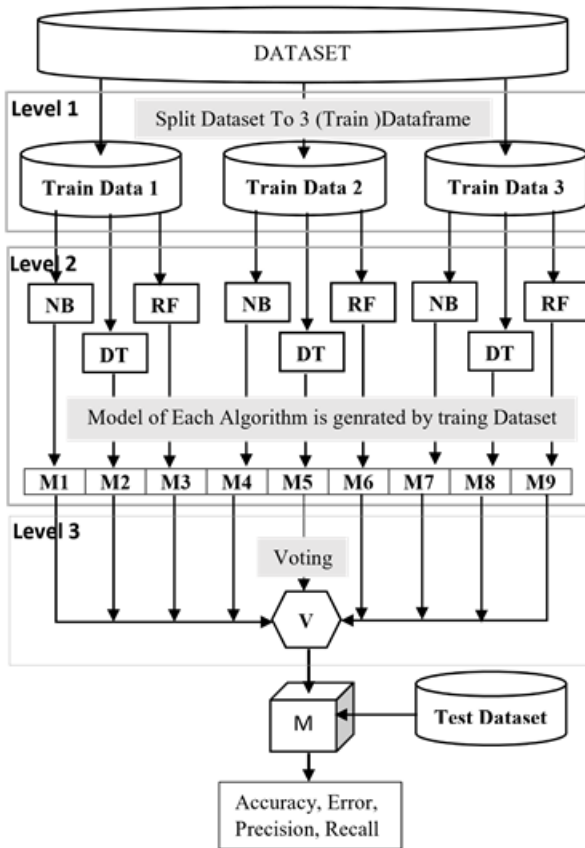 DATASET
Level 1
Split Dataset To 3 (Train )Dataframe
Train Data 1
Train Data 2
Train Data 3
Level 2
NB
RF
NB
RF
NB
RF
DT
DT
DT
Model of Each Algorithm is genrated by traing Dataset
M1
M2
M3
M4
M5
M6
M7
M8
M9
Level 3
Voting
V
M
Test Dataset
Accuracy, Error,
Precision, Recall